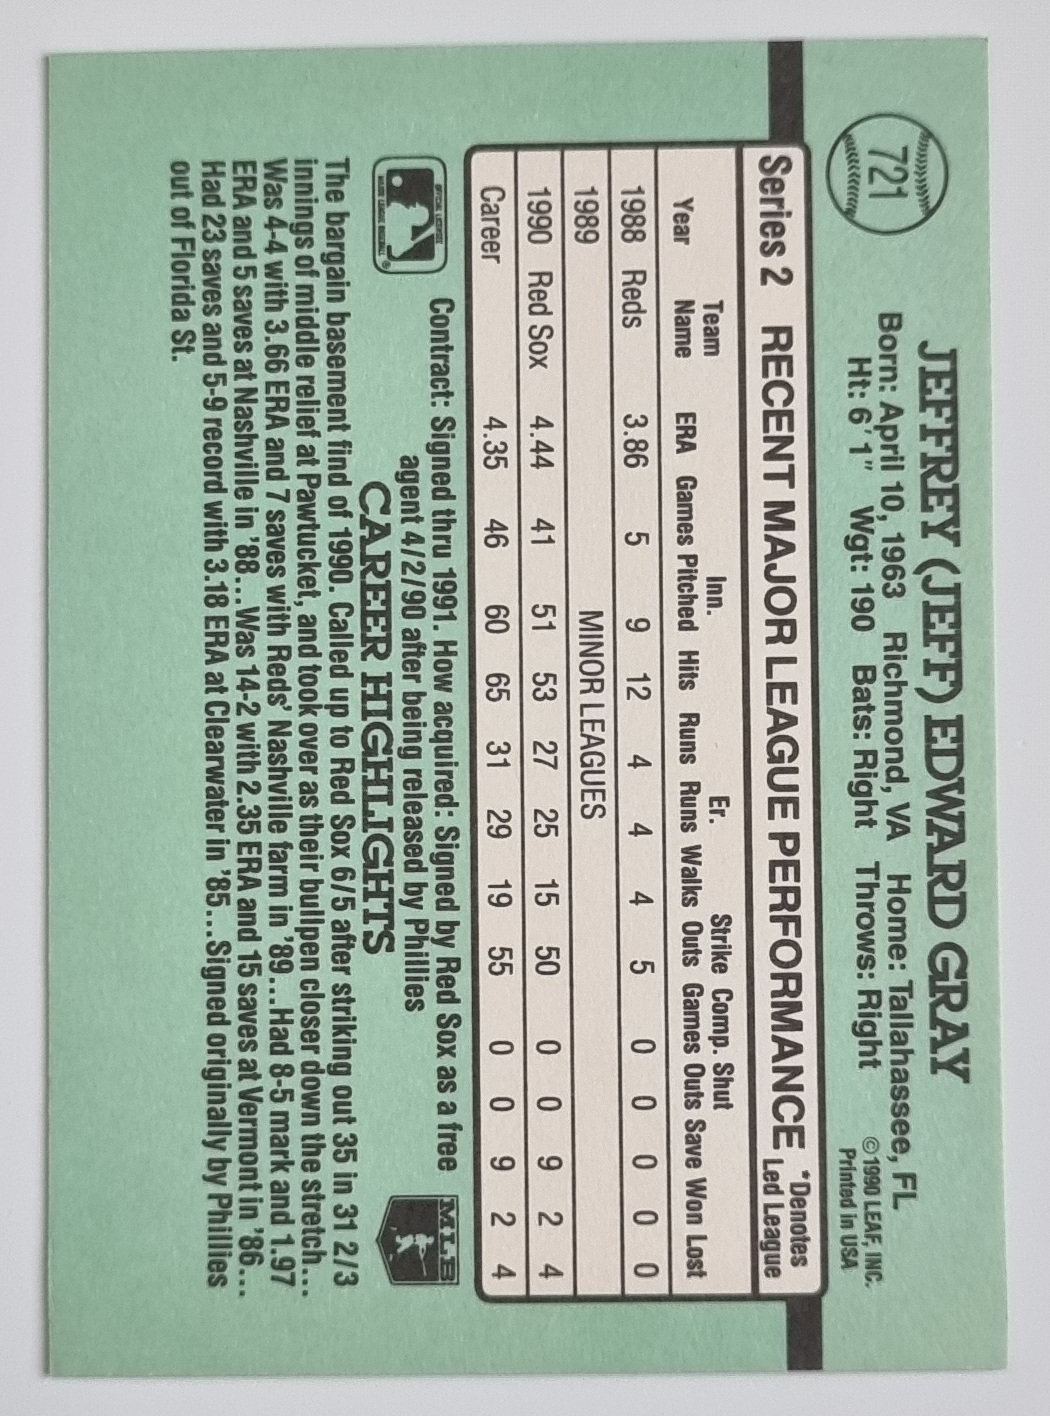 721
JEFFREY (JEFF) EDWARD GRAY
Born: April 10, 1963 Richmond, VA Home: Tallahassee, FL
Ht: 6'1" Wgt: 190 Bats: Right Throws: Right
©1990 LEAF, INC.
Printed in USA
Series 2 RECENT MAJOR LEAGUE PERFORMANCE *Denotes Led League
Year Team Name ERA Games Inn. Pitched Hits Runs Er. Runs Walks Strike Outs Comp. Games Shut Outs Save Won Lost
1988 Reds 3.86 5 9 12 4 4 4 5 0 0 0 0 0
1989 MINOR LEAGUES
1990 Red Sox 4.44 41 51 53 27 25 15 50 0 0 9 2 4
Career 4.35 46 60 65 31 29 19 55 0 0 9 2 4
OFFICIAL LICENSEE
MAJOR LEAGUE BASEBALL ®
Contract: Signed thru 1991. How acquired: Signed by Red Sox as a free
agent 4/2/90 after being released by Phillies
MLB
CAREER HIGHLIGHTS
The bargain basement find of 1990. Called up to Red Sox 6/5 after striking out 35 in 31 2/3
innings of middle relief at Pawtucket, and took over as their bullpen closer down the stretch...
Was 4-4 with 3.66 ERA and 7 saves with Reds' Nashville farm in '89...Had 8-5 mark and 1.97
ERA and 5 saves at Nashville in '88...Was 14-2 with 2.35 ERA and 15 saves at Vermont in '86...
Had 23 saves and 5-9 record with 3.18 ERA at Clearwater in '85...Signed originally by Phillies
out of Florida St.